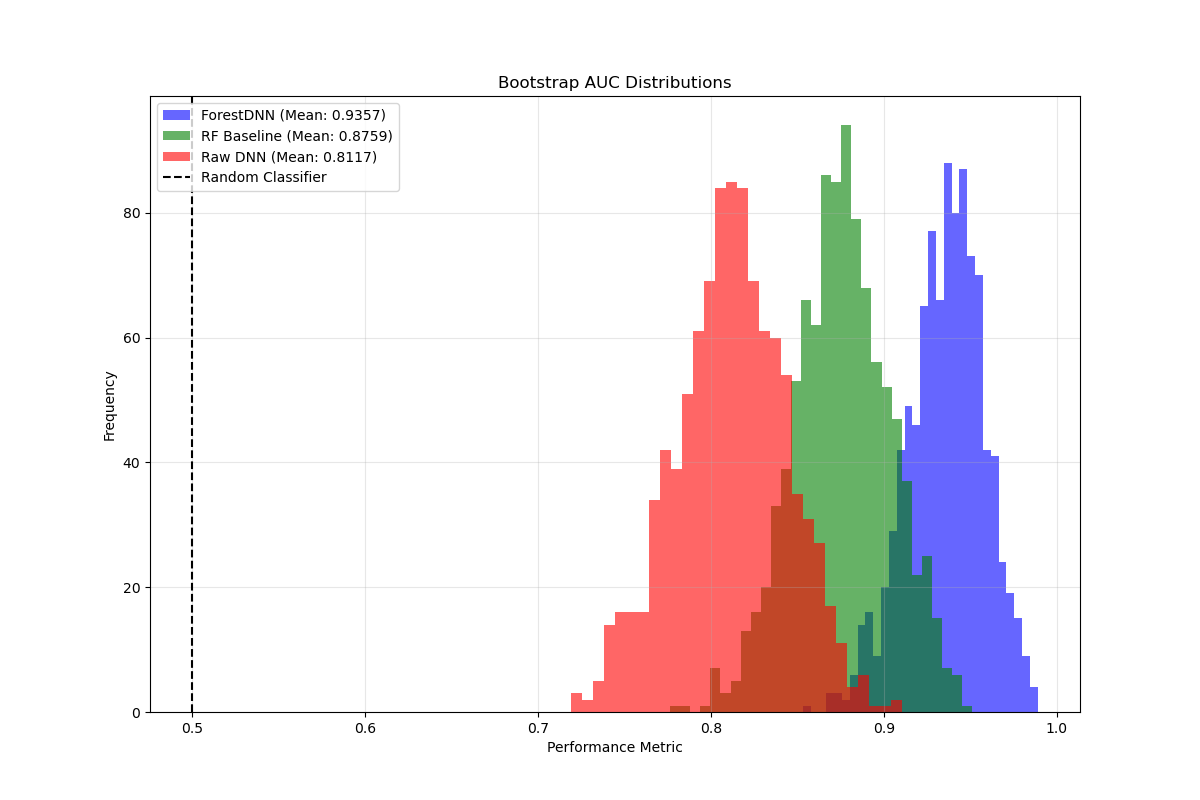 Bootstrap AUC Distributions
ForestDNN (Mean: 0.9357)
RF Baseline (Mean: 0.8759)
Raw DNN (Mean: 0.8117)
Random Classifier
Frequency
80
60
40
20
0
0.5 0.6 0.7 0.8 0.9 1.0
Performance Metric